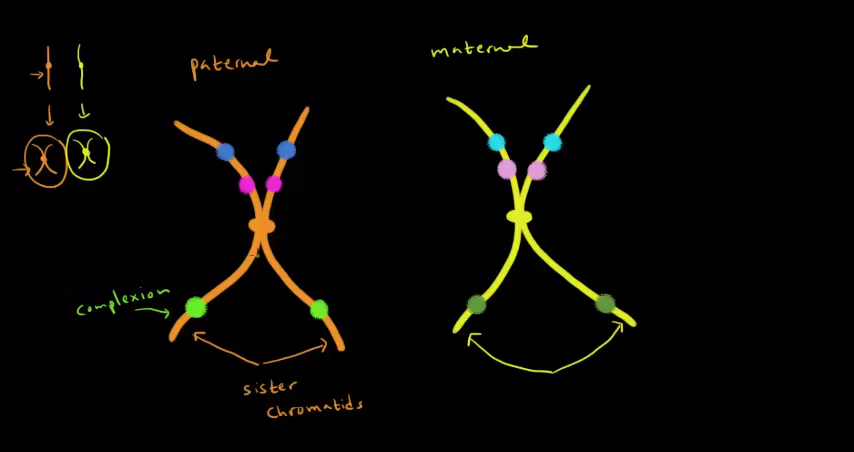 paternal
maternal
complexion
sister
chromatids